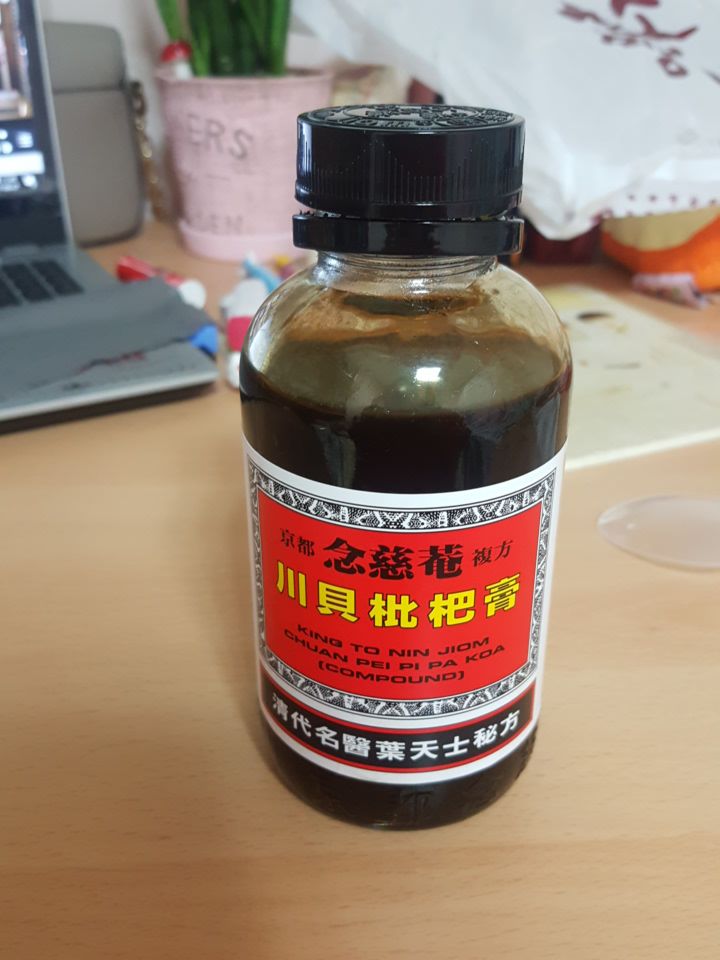 京都 念慈菴 複方
川貝枇杷膏
KING TO NIN JIOM
CHUAN PEI PI PA KOA
(COMPOUND)
清代名醫葉天士秘方